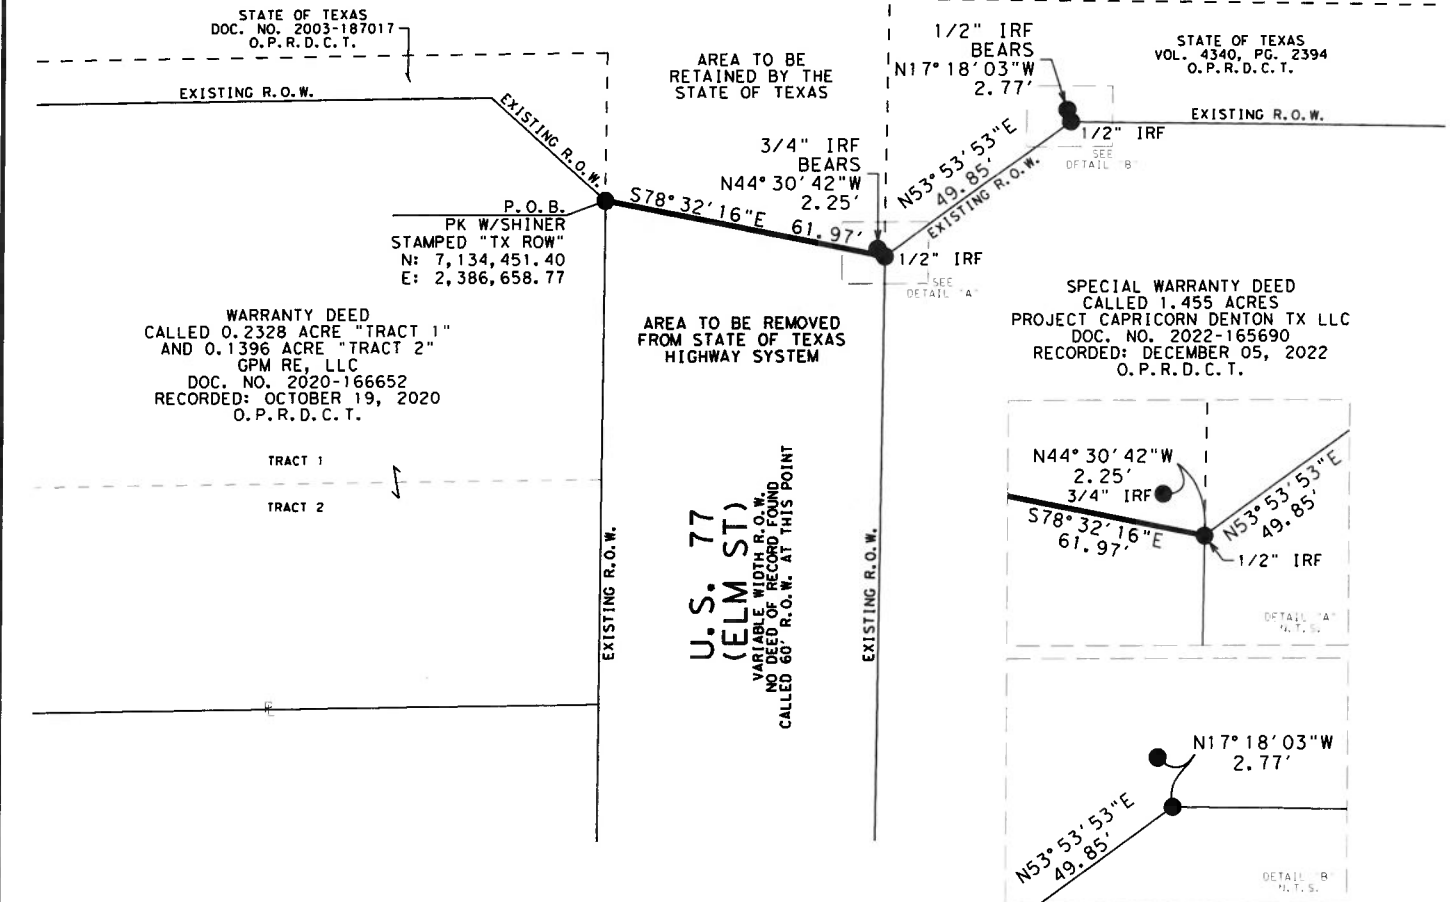 STATE OF TEXAS
DOC. NO. 2003-187017
O.P.R.D.C.T.
EXISTING R.O.W.
EXISTING R.O.W.
AREA TO BE
RETAINED BY THE
STATE OF TEXAS
1/2" IRF
BEARS
N17°18'03"W
2.77'
STATE OF TEXAS
VOL. 4340, PG. 2394
O.P.R.D.C.T.
EXISTING R.O.W.
1/2" IRF
SEE
DETAIL "B"
3/4" IRF
BEARS
N44°30'42"W
2.25'
N53°53'53"E
49.85'
EXISTING R.O.W.
P.O.B.
PK W/SHINER
STAMPED "TX ROW"
N: 7,134,451.40
E: 2,386,658.77
S78°32'16"E
61.97'
1/2" IRF
SEE
DETAIL "A"
WARRANTY DEED
CALLED 0.2328 ACRE "TRACT 1"
AND 0.1396 ACRE "TRACT 2"
GPM RE, LLC
DOC. NO. 2020-166652
RECORDED: OCTOBER 19, 2020
O.P.R.D.C.T.
AREA TO BE REMOVED
FROM STATE OF TEXAS
HIGHWAY SYSTEM
SPECIAL WARRANTY DEED
CALLED 1.455 ACRES
PROJECT CAPRICORN DENTON TX LLC
DOC. NO. 2022-165690
RECORDED: DECEMBER 05, 2022
O.P.R.D.C.T.
TRACT 1
TRACT 2
EXISTING R.O.W.
U.S. 77
(ELM ST)
VARIABLE WIDTH R.O.W.
NO DEED OF RECORD FOUND
CALLED 60' R.O.W. AT THIS POINT
EXISTING R.O.W.
N44°30'42"W
2.25'
3/4" IRF
S78°32'16"E
61.97'
N53°53'53"E
49.85'
1/2" IRF
DETAIL "A"
N.T.S.
N17°18'03"W
2.77'
N53°53'53"E
49.85'
DETAIL "B"
N.T.S.